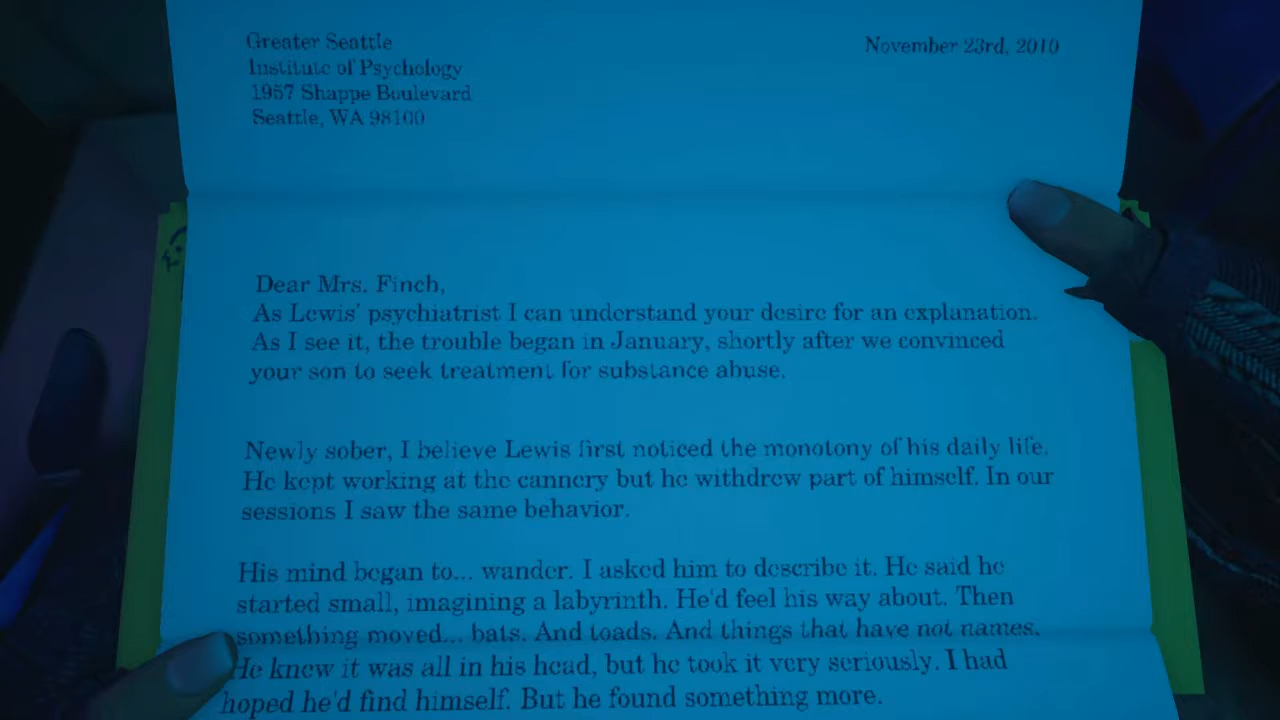 Greater Seattle
November 23rd, 2010
Institute of Psychology
1957 Shappe Boulevard
Seattle, WA 98100
Dear Mrs. Finch,
As Lewis' psychiatrist I can understand your desire for an explanation.
As I see it, the trouble began in January, shortly after we convinced
your son to seek treatment for substance abuse.
Newly sober, I believe Lewis first noticed the monotony of his daily life.
He kept working at the cannery but he withdrew part of himself. In our
sessions I saw the same behavior.
His mind began to... wander. I asked him to describe it. He said he
started small, imagining a labyrinth. He'd feel his way about. Then
something moved... bats. And toads. And things that have not names.
He knew it was all in his head, but he took it very seriously. I had
hoped he'd find himself. But he found something more.